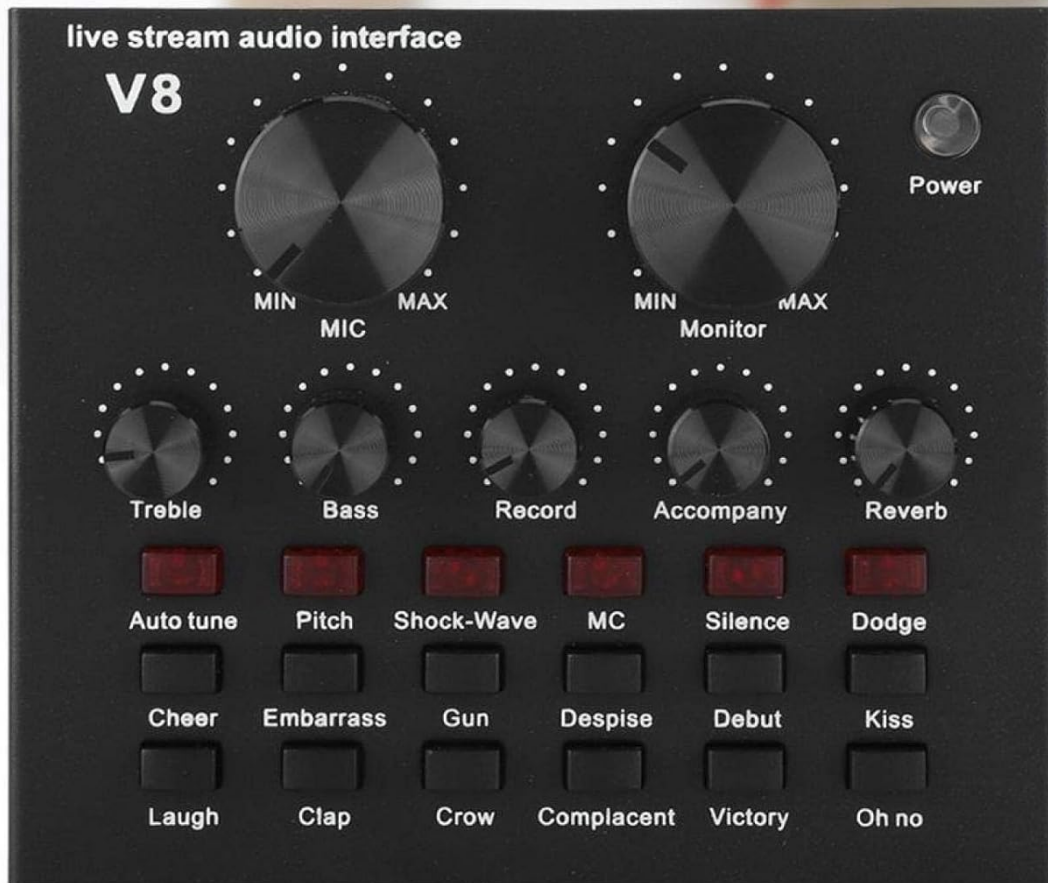 live stream audio interface
V8
Power
MIN MAX MIN MAX
MIC Monitor
Treble Bass Record Accompany Reverb
Auto tune Pitch Shock-Wave MC Silence Dodge
Cheer Embarrass Gun Despise Debut Kiss
Laugh Clap Crow Complacent Victory Oh no